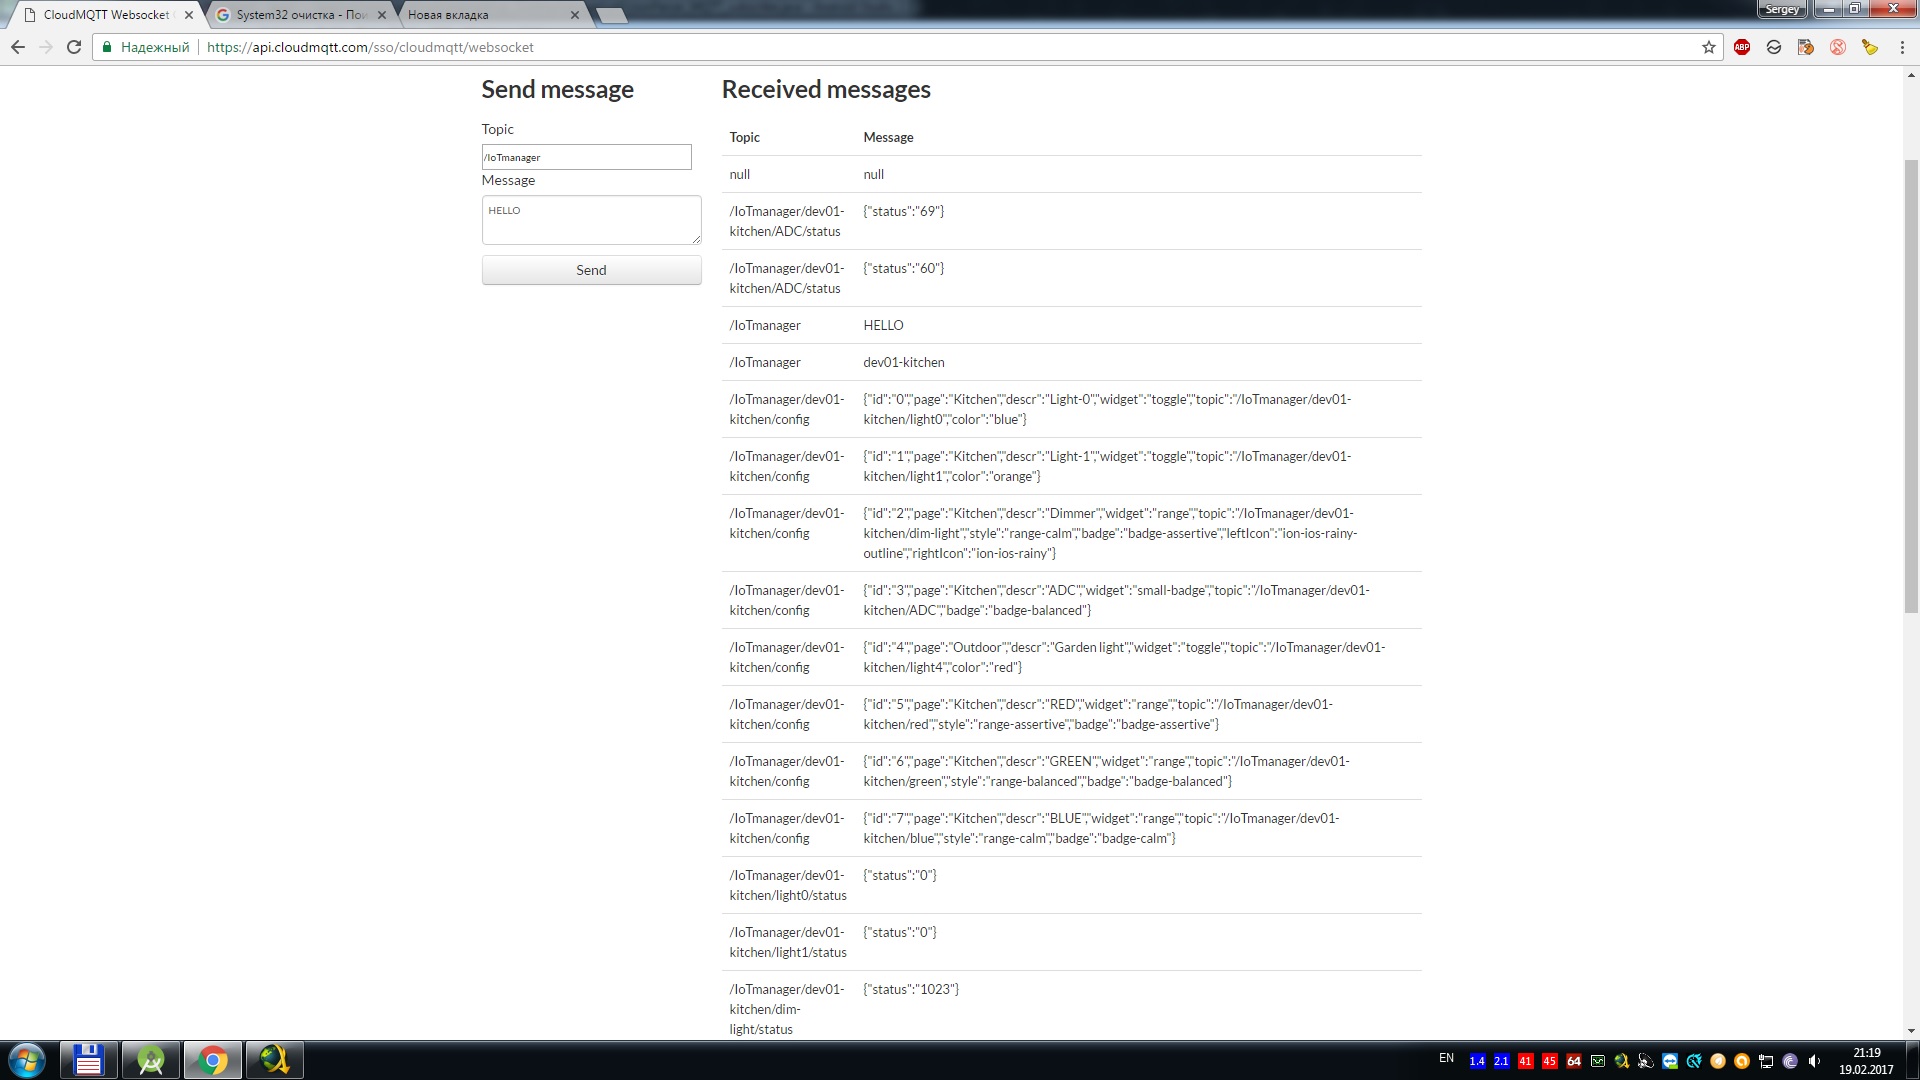 CloudMQTT Websocket
System32 очистка - Пои
Новая вкладка
Sergey
Надежный
https://api.cloudmqtt.com/sso/cloudmqtt/websocket
ABP
Send message
Topic
/IoTmanager
Message
HELLO
Send
Received messages
Topic Message
null null
/IoTmanager/dev01- {"status":"69"}
kitchen/ADC/status
/IoTmanager/dev01- {"status":"60"}
kitchen/ADC/status
/IoTmanager HELLO
/IoTmanager dev01-kitchen
/IoTmanager/dev01- {"id":"0","page":"Kitchen","descr":"Light-0","widget":"toggle","topic":"/IoTmanager/dev01-
kitchen/config kitchen/light0","color":"blue"}
/IoTmanager/dev01- {"id":"1","page":"Kitchen","descr":"Light-1","widget":"toggle","topic":"/IoTmanager/dev01-
kitchen/config kitchen/light1","color":"orange"}
/IoTmanager/dev01- {"id":"2","page":"Kitchen","descr":"Dimmer","widget":"range","topic":"/IoTmanager/dev01-
kitchen/config kitchen/dim-light","style":"range-calm","badge":"badge-assertive","leftIcon":"ion-ios-rainy-
outline","rightIcon":"ion-ios-rainy"}
/IoTmanager/dev01- {"id":"3","page":"Kitchen","descr":"ADC","widget":"small-badge","topic":"/IoTmanager/dev01-
kitchen/config kitchen/ADC","badge":"badge-balanced"}
/IoTmanager/dev01- {"id":"4","page":"Outdoor","descr":"Garden light","widget":"toggle","topic":"/IoTmanager/dev01-
kitchen/config kitchen/light4","color":"red"}
/IoTmanager/dev01- {"id":"5","page":"Kitchen","descr":"RED","widget":"range","topic":"/IoTmanager/dev01-
kitchen/config kitchen/red","style":"range-assertive","badge":"badge-assertive"}
/IoTmanager/dev01- {"id":"6","page":"Kitchen","descr":"GREEN","widget":"range","topic":"/IoTmanager/dev01-
kitchen/config kitchen/green","style":"range-balanced","badge":"badge-balanced"}
/IoTmanager/dev01- {"id":"7","page":"Kitchen","descr":"BLUE","widget":"range","topic":"/IoTmanager/dev01-
kitchen/config kitchen/blue","style":"range-calm","badge":"badge-calm"}
/IoTmanager/dev01- {"status":"0"}
kitchen/light0/status
/IoTmanager/dev01- {"status":"0"}
kitchen/light1/status
/IoTmanager/dev01- {"status":"1023"}
kitchen/dim-
light/status
EN 1.4 2.1 41 45 64
21:19
19.02.2017